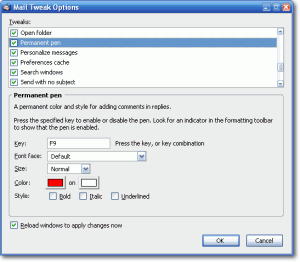 Mail Tweak Options
Tweaks:
Open folder
Permanent pen
Personalize messages
Preferences cache
Search windows
Send with no subject
Permanent pen
A permanent color and style for adding comments in replies.
Press the specified key to enable or disable the pen. Look for an indicator in the formatting toolbar
to show that the pen is enabled.
Key: F9 Press the key, or key combination
Font face: Default
Size: Normal
Color: on
Style: Bold Italic Underlined
Reload windows to apply changes now
OK Cancel